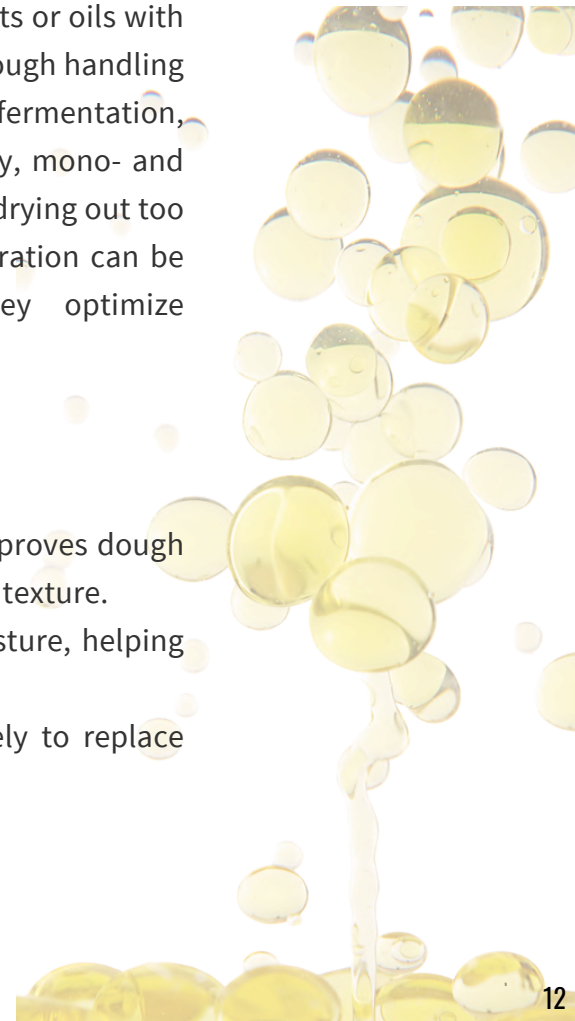 ts or oils with
ough handling
fermentation,
y, mono- and
drying out too
ration can be
ey optimize
proves dough
texture.
sture, helping
ely to replace
12